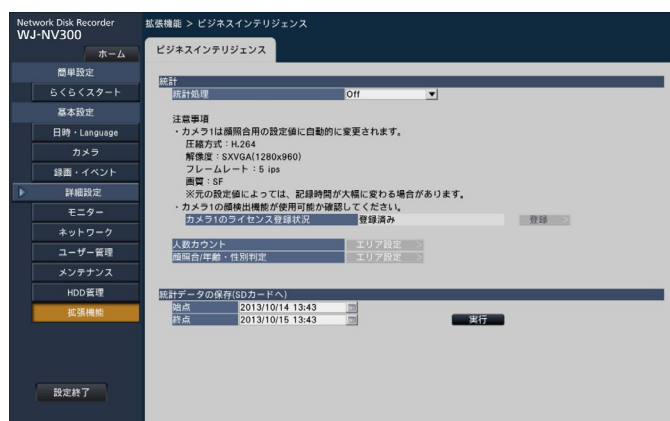 Network Disk Recorder
WJ-NV300
ホーム
簡単設定
らくらくスタート
基本設定
日時・Language
カメラ
録画・イベント
詳細設定
モニター
ネットワーク
ユーザー管理
メンテナンス
HDD管理
拡張機能
設定終了
拡張機能 > ビジネスインテリジェンス
ビジネスインテリジェンス
統計
統計処理 Off
注意事項
・カメラ1は顔照合用の設定値に自動的に変更されます。
圧縮方式：H.264
解像度：SXVGA(1280x960)
フレームレート：5 ips
画質：SF
※元の設定値によっては、記録時間が大幅に変わる場合があります。
・カメラ1の顔検出機能が使用可能か確認してください。
カメラ1のライセンス登録状況 登録済み 登録 >
人数カウント エリア設定 >
顔照合/年齢・性別判定 エリア設定 >
統計データの保存(SDカードへ)
始点 2013/10/14 13:43
終点 2013/10/15 13:43 実行